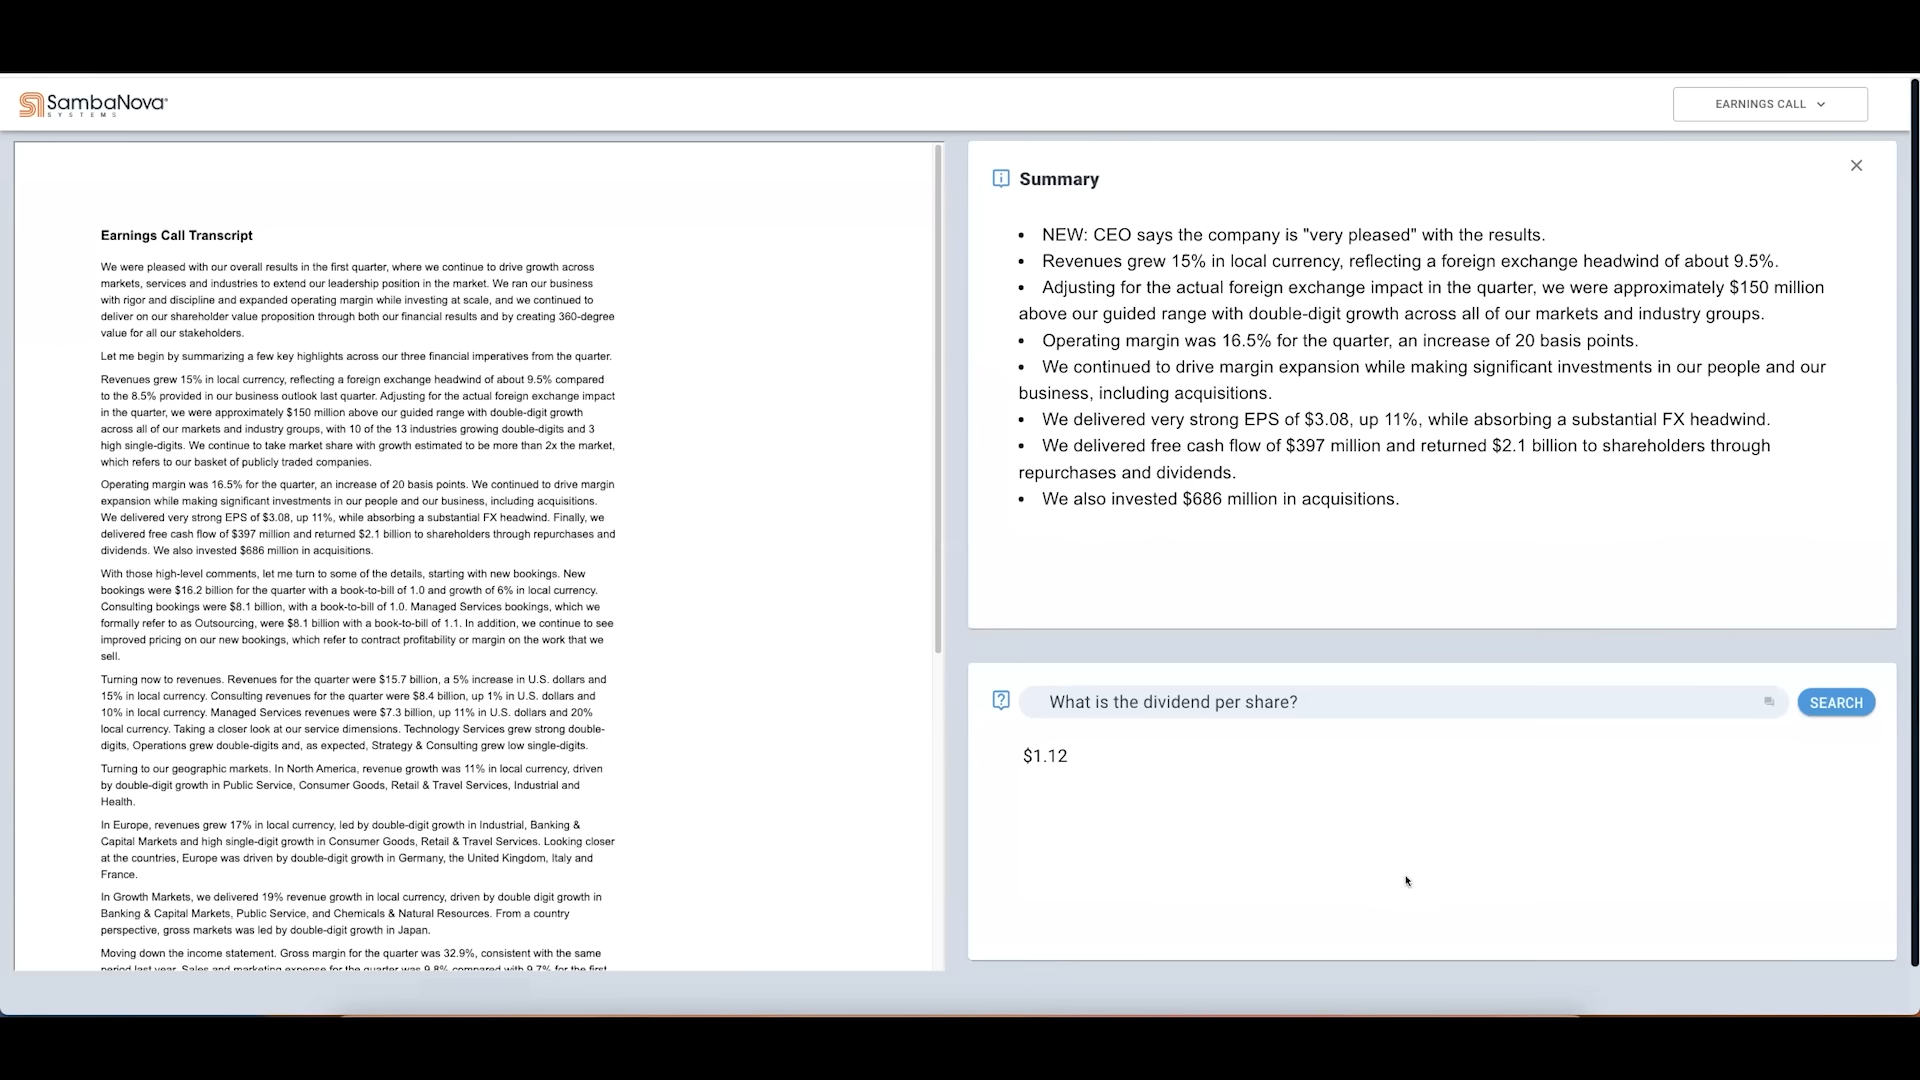 SambaNova
SYSTEMS
EARNINGS CALL
Earnings Call Transcript
We were pleased with our overall results in the first quarter, where we continue to drive growth across
markets, services and industries to extend our leadership position in the market. We ran our business
with rigor and discipline and expanded operating margin while investing at scale, and we continued to
deliver on our shareholder value proposition through both our financial results and by creating 360-degree
value for all our stakeholders.
Let me begin by summarizing a few key highlights across our three financial imperatives from the quarter.
Revenues grew 15% in local currency, reflecting a foreign exchange headwind of about 9.5% compared
to the 8.5% provided in our business outlook last quarter. Adjusting for the actual foreign exchange impact
in the quarter, we were approximately $150 million above our guided range with double-digit growth
across all of our markets and industry groups, with 10 of the 13 industries growing double-digits and 3
high single-digits. We continue to take market share with growth estimated to be more than 2x the market,
which refers to our basket of publicly traded companies.
Operating margin was 16.5% for the quarter, an increase of 20 basis points. We continued to drive margin
expansion while making significant investments in our people and our business, including acquisitions.
We delivered very strong EPS of $3.08, up 11%, while absorbing a substantial FX headwind. Finally, we
delivered free cash flow of $397 million and returned $2.1 billion to shareholders through repurchases and
dividends. We also invested $686 million in acquisitions.
With those high-level comments, let me turn to some of the details, starting with new bookings. New
bookings were $16.2 billion for the quarter with a book-to-bill of 1.0 and growth of 6% in local currency.
Consulting bookings were $8.1 billion, with a book-to-bill of 1.0. Managed Services bookings, which we
formally refer to as Outsourcing, were $8.1 billion with a book-to-bill of 1.1. In addition, we continue to see
improved pricing on our new bookings, which refer to contract profitability or margin on the work that we
sell.
Turning now to revenues. Revenues for the quarter were $15.7 billion, a 5% increase in U.S. dollars and
15% in local currency. Consulting revenues for the quarter were $8.4 billion, up 1% in U.S. dollars and
10% in local currency. Managed Services revenues were $7.3 billion, up 11% in U.S. dollars and 20%
local currency. Taking a closer look at our service dimensions. Technology Services grew strong double-
digits, Operations grew double-digits and, as expected, Strategy & Consulting grew low single-digits.
Turning to our geographic markets. In North America, revenue growth was 11% in local currency, driven
by double-digit growth in Public Service, Consumer Goods, Retail & Travel Services, Industrial and
Health.
In Europe, revenues grew 17% in local currency, led by double-digit growth in Industrial, Banking &
Capital Markets and high single-digit growth in Consumer Goods, Retail & Travel Services. Looking closer
at the countries, Europe was driven by double-digit growth in Germany, the United Kingdom, Italy and
France.
In Growth Markets, we delivered 19% revenue growth in local currency, driven by double digit growth in
Banking & Capital Markets, Public Service, and Chemicals & Natural Resources. From a country
perspective, gross markets was led by double-digit growth in Japan.
Moving down the income statement. Gross margin for the quarter was 32.9%, consistent with the same
period last year. Sales and marketing expense for the quarter was 9.8% compared with 9.7% for the first
Summary
• NEW: CEO says the company is "very pleased" with the results.
• Revenues grew 15% in local currency, reflecting a foreign exchange headwind of about 9.5%.
• Adjusting for the actual foreign exchange impact in the quarter, we were approximately $150 million
above our guided range with double-digit growth across all of our markets and industry groups.
• Operating margin was 16.5% for the quarter, an increase of 20 basis points.
• We continued to drive margin expansion while making significant investments in our people and our
business, including acquisitions.
• We delivered very strong EPS of $3.08, up 11%, while absorbing a substantial FX headwind.
• We delivered free cash flow of $397 million and returned $2.1 billion to shareholders through
repurchases and dividends.
• We also invested $686 million in acquisitions.
What is the dividend per share?
SEARCH
$1.12